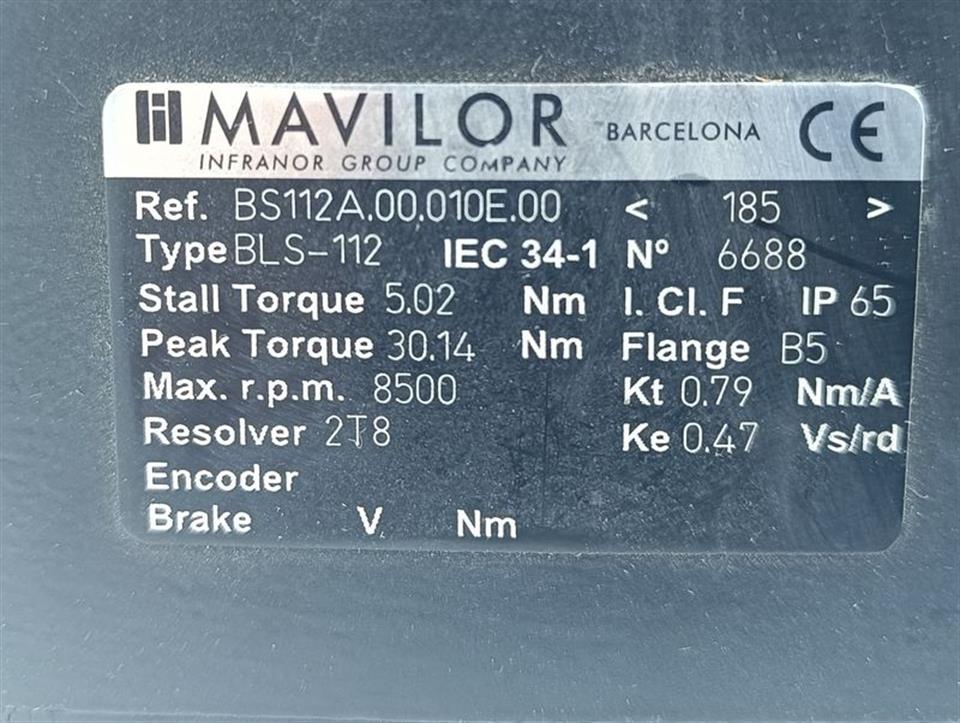 MAVILOR BARCELONA CE
INFRANOR GROUP COMPANY
Ref. BS112A.00.010E.00 < 185 >
Type BLS-112 IEC 34-1 Nº 6688
Stall Torque 5.02 Nm I. Cl. F IP 65
Peak Torque 30.14 Nm Flange B5
Max. r.p.m. 8500 Kt 0.79 Nm/A
Resolver 2T8 Ke 0.47 Vs/rd
Encoder
Brake V Nm